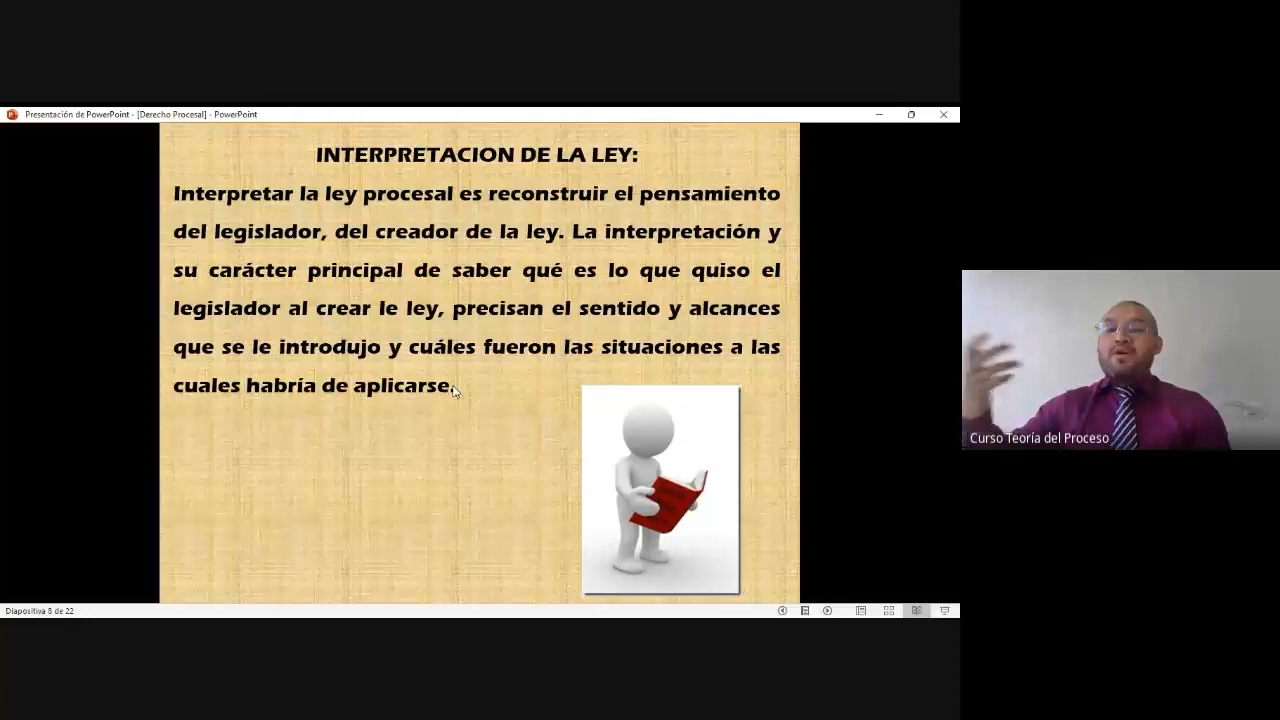 Presentación de PowerPoint - [Derecho Procesal] - PowerPoint
INTERPRETACION DE LA LEY:
Interpretar la ley procesal es reconstruir el pensamiento
del legislador, del creador de la ley. La interpretación y
su carácter principal de saber qué es lo que quiso el
legislador al crear le ley, precisan el sentido y alcances
que se le introdujo y cuáles fueron las situaciones a las
cuales habría de aplicarse.
Curso Teoría del Proceso
Diapositiva 8 de 22